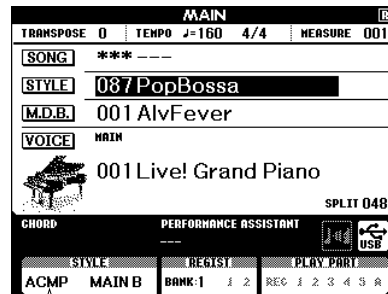 MAIN
TRANSPOSE 0 TEMPO ♩=160 4/4 MEASURE 001
SONG *** ---
STYLE 087 PopBossa
M.D.B. 001 AlvFever
VOICE MAIN
001 Live! Grand Piano
SPLIT 048
CHORD PERFORMANCE ASSISTANT
---
USB
STYLE REGIST PLAY PART
ACMP MAIN B BANK:1 1 2 REC 1 2 3 4 5 A